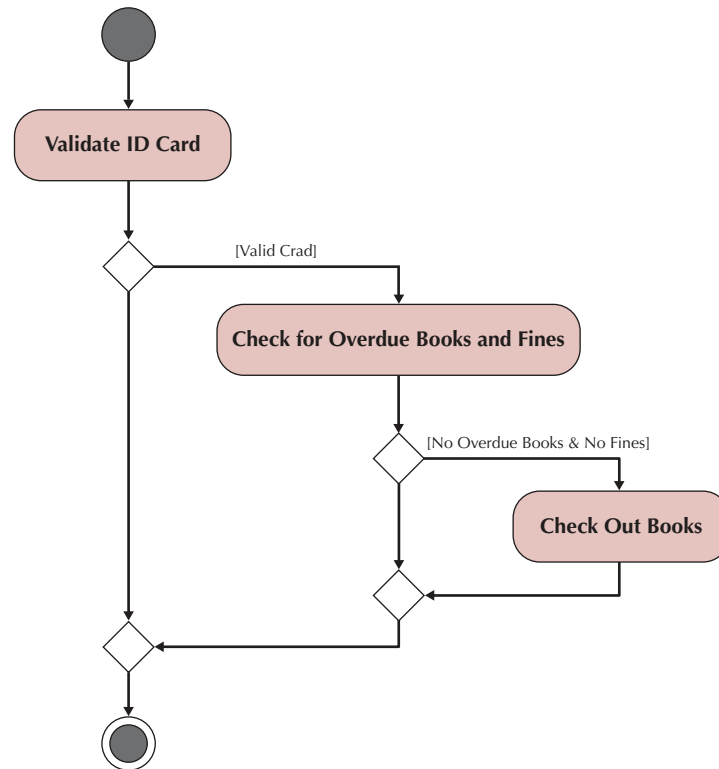 Validate ID Card
[Valid Crad]
Check for Overdue Books and Fines
[No Overdue Books & No Fines]
Check Out Books